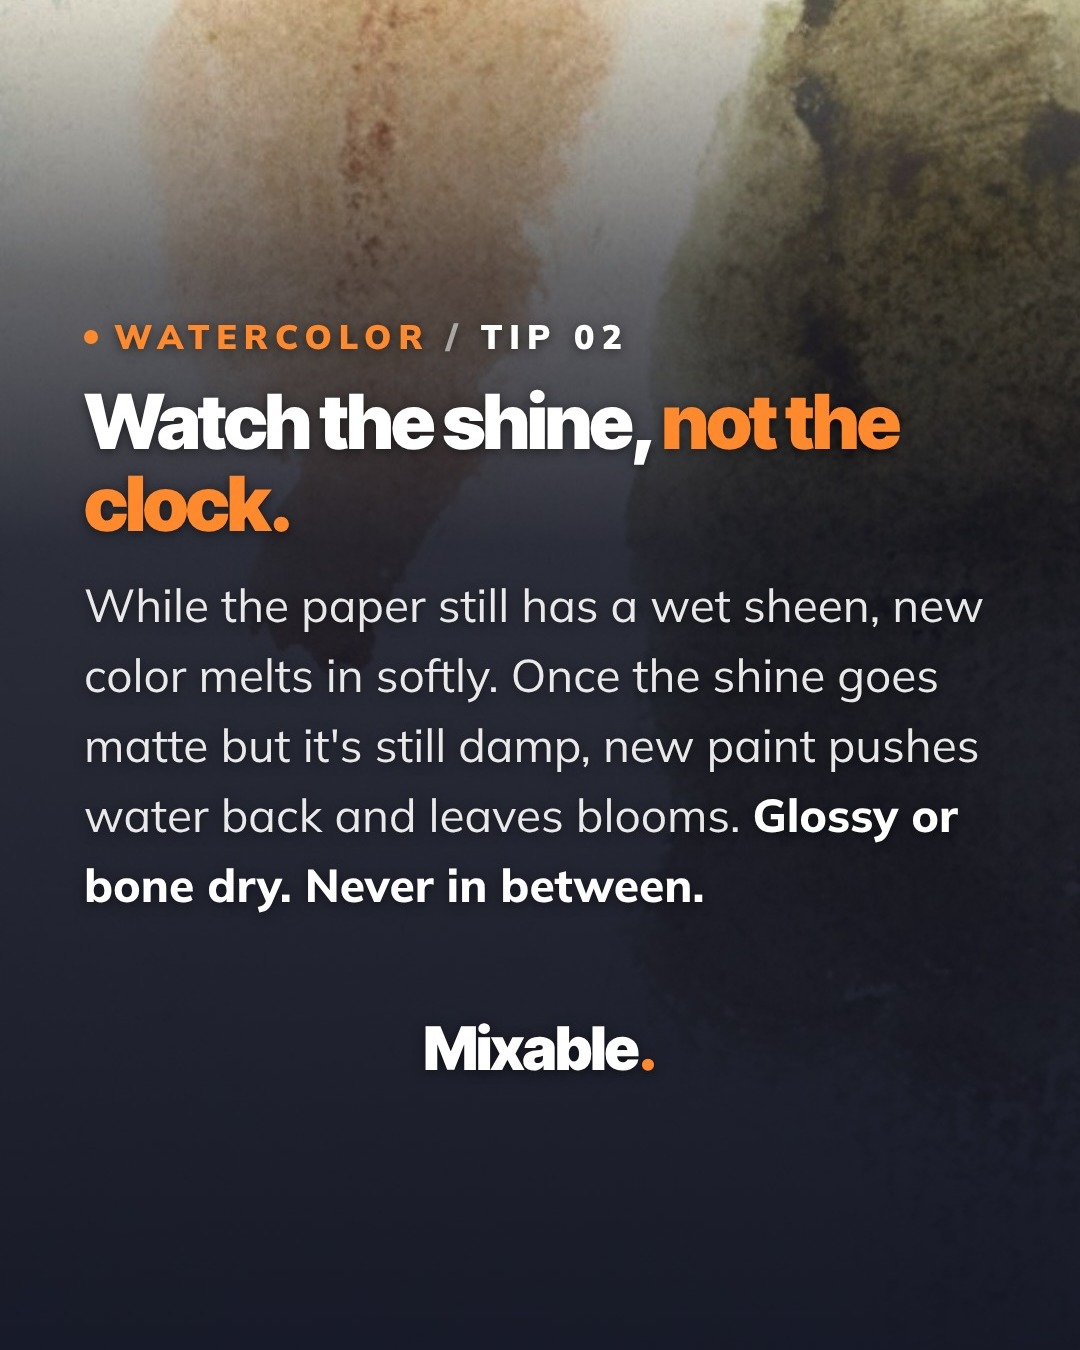 • WATERCOLOR / TIP 02
Watch the shine, not the
clock.
While the paper still has a wet sheen, new
color melts in softly. Once the shine goes
matte but it's still damp, new paint pushes
water back and leaves blooms. Glossy or
bone dry. Never in between.
Mixable.